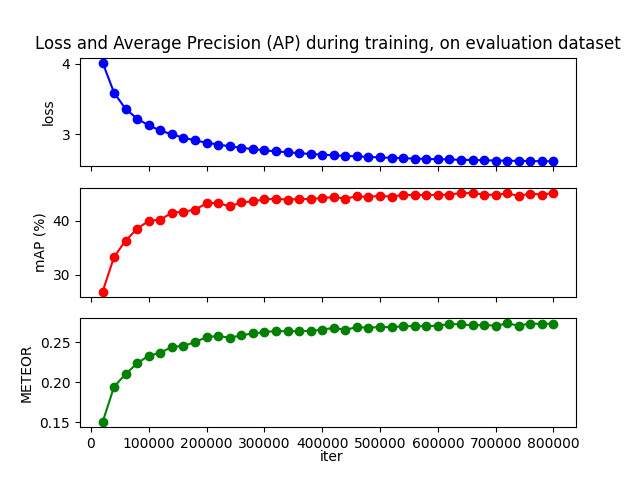 Loss and Average Precision (AP) during training, on evaluation dataset
4
3
loss
40
30
mAP (%)
0.25
0.20
0.15
METEOR
0 100000 200000 300000 400000 500000 600000 700000 800000
iter